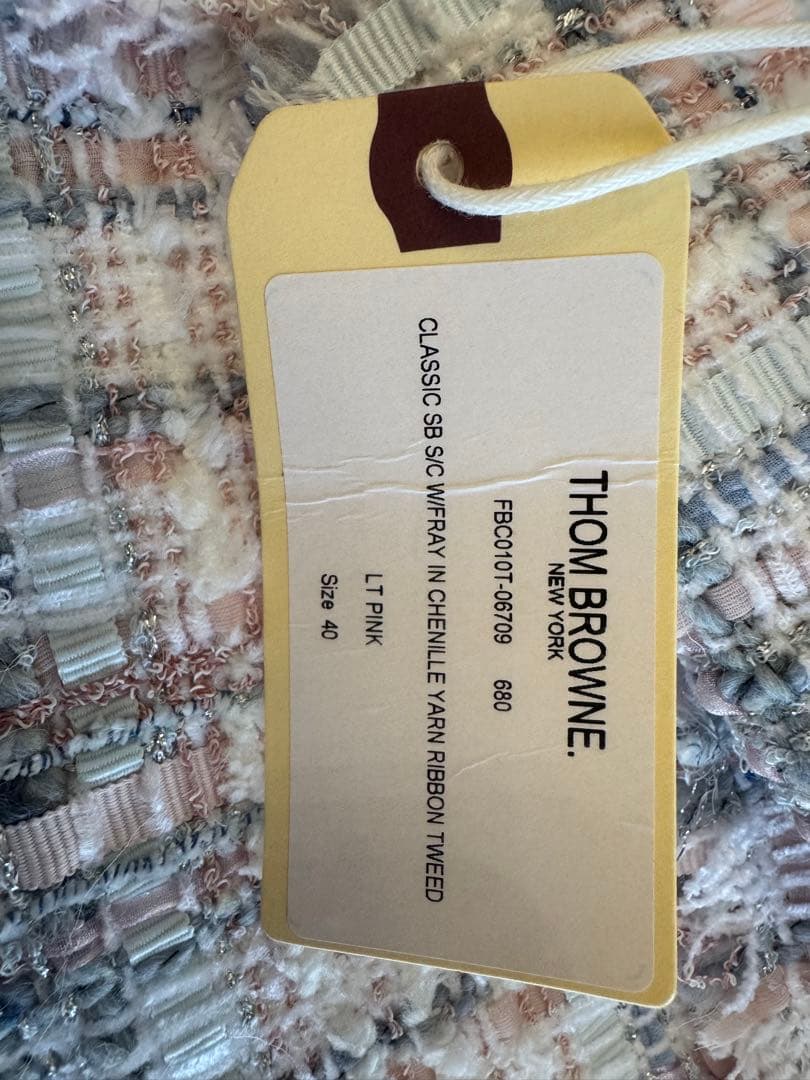 THOM BROWNE.
NEW YORK
FBC010T-06709 680
CLASSIC SB S/C W/FRAY IN CHENILLE YARN RIBBON TWEED
LT PINK
Size 40